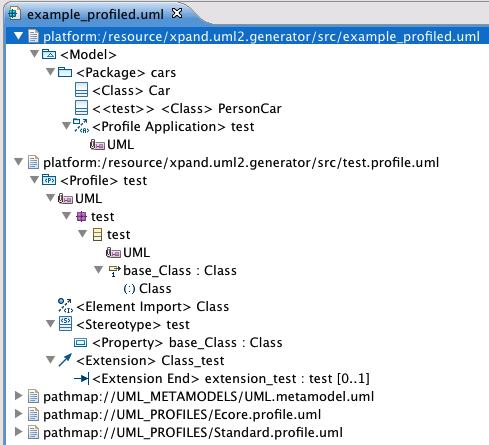 example_profiled.uml
platform:/resource/xpand.uml2.generator/src/example_profiled.uml
<Model>
<Package> cars
<Class> Car
<<test>> <Class> PersonCar
<Profile Application> test
UML
platform:/resource/xpand.uml2.generator/src/test.profile.uml
<Profile> test
UML
test
test
UML
base_Class : Class
(:) Class
<Element Import> Class
<Stereotype> test
<Property> base_Class : Class
<Extension> Class_test
<Extension End> extension_test : test [0..1]
pathmap://UML_METAMODELS/UML.metamodel.uml
pathmap://UML_PROFILES/Ecore.profile.uml
pathmap://UML_PROFILES/Standard.profile.uml